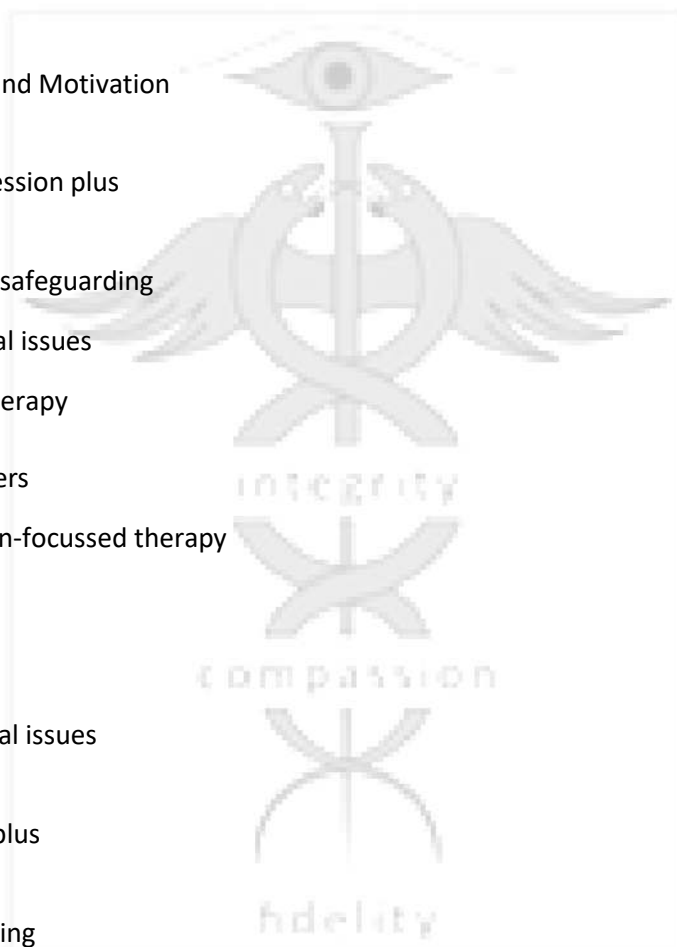 nd Motivation
ession plus
safeguarding
al issues
erapy
ers
integrity
n-focussed therapy
compassion
al issues
plus
fidelity
ing